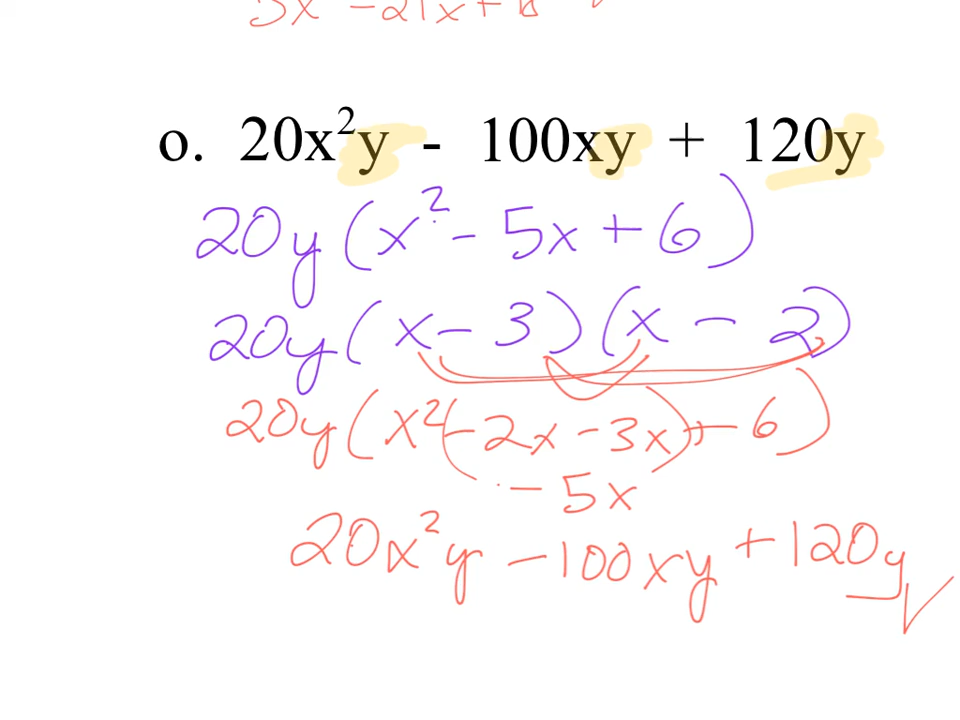 o. 20x²y - 100xy + 120y
20y(x² - 5x + 6)
20y(x - 3)(x - 2)
20y(x²(-2x - 3x) + 6)
- 5x
20x²y - 100xy + 120y